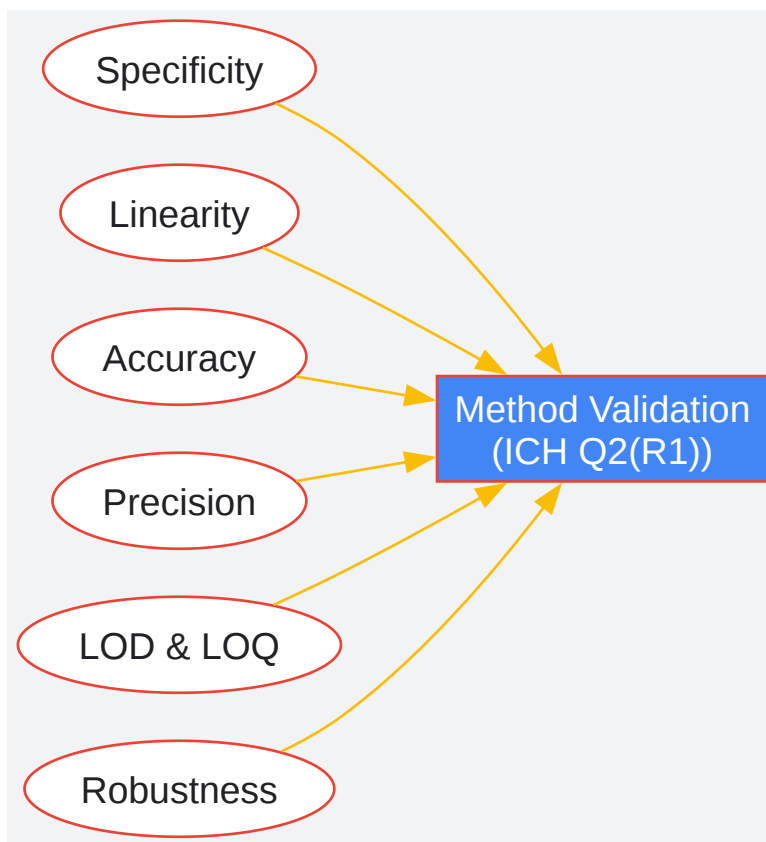 Specificity
Linearity
Accuracy
Precision
LOD & LOQ
Robustness
Method Validation
(ICH Q2(R1))